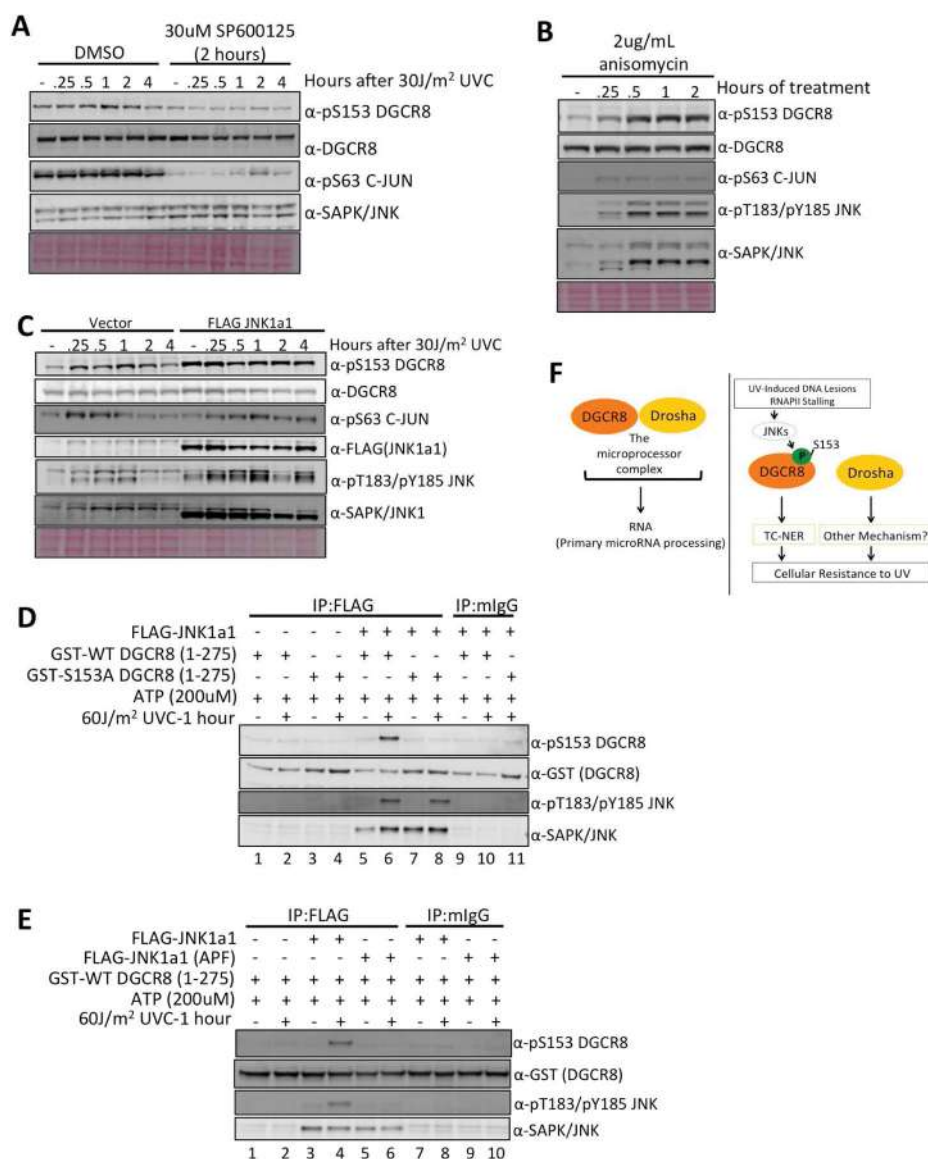 A
DMSO
30uM SP600125
(2 hours)
- .25 .5 1 2 4 - .25 .5 1 2 4 Hours after 30J/m² UVC
α-pS153 DGCR8
α-DGCR8
α-pS63 C-JUN
α-SAPK/JNK
B
2ug/mL
anisomycin
- .25 .5 1 2 Hours of treatment
α-pS153 DGCR8
α-DGCR8
α-pS63 C-JUN
α-pT183/pY185 JNK
α-SAPK/JNK
C
Vector FLAG JNK1a1
- .25 .5 1 2 4 - .25 .5 1 2 4 Hours after 30J/m² UVC
α-pS153 DGCR8
α-DGCR8
α-pS63 C-JUN
α-FLAG(JNK1a1)
α-pT183/pY185 JNK
α-SAPK/JNK1
F
DGCR8 Drosha
The
microprocessor
complex
RNA
(Primary microRNA processing)
UV-Induced DNA Lesions
RNAPII Stalling
JNKs
P S153
DGCR8 Drosha
TC-NER Other Mechanism?
Cellular Resistance to UV
D
IP:FLAG IP:mIgG
FLAG-JNK1a1 - - - - + + + + + + +
GST-WT DGCR8 (1-275) + + - - + + - - + + -
GST-S153A DGCR8 (1-275) - - + + - - + + - - +
ATP (200uM) + + + + + + + + + + +
60J/m² UVC-1 hour - + - + - + - + - + +
α-pS153 DGCR8
α-GST (DGCR8)
α-pT183/pY185 JNK
α-SAPK/JNK
1 2 3 4 5 6 7 8 9 10 11
E
IP:FLAG IP:mIgG
FLAG-JNK1a1 - - + + - - + + - -
FLAG-JNK1a1 (APF) - - - - + + - - + +
GST-WT DGCR8 (1-275) + + + + + + + + + +
ATP (200uM) + + + + + + + + + +
60J/m² UVC-1 hour - + - + - + - + - +
α-pS153 DGCR8
α-GST (DGCR8)
α-pT183/pY185 JNK
α-SAPK/JNK
1 2 3 4 5 6 7 8 9 10